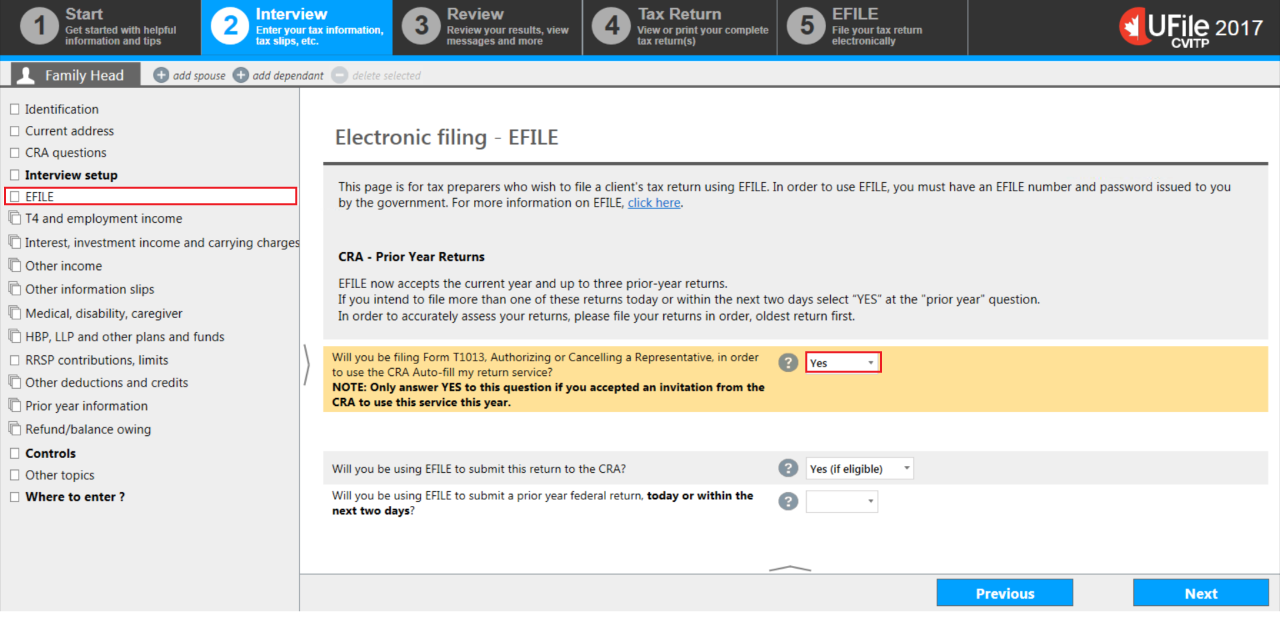 1
Start
Get started with helpful
information and tips
2
Interview
Enter your tax information,
tax slips, etc.
3
Review
Review your results, view
messages and more
4
Tax Return
View or print your complete
tax return(s)
5
EFILE
File your tax return
electronically
UFile 2017
CVITP
Family Head
add spouse
add dependant
delete selected
Identification
Current address
CRA questions
Interview setup
EFILE
T4 and employment income
Interest, investment income and carrying charges
Other income
Other information slips
Medical, disability, caregiver
HBP, LLP and other plans and funds
RRSP contributions, limits
Other deductions and credits
Prior year information
Refund/balance owing
Controls
Other topics
Where to enter ?
Electronic filing - EFILE
This page is for tax preparers who wish to file a client's tax return using EFILE. In order to use EFILE, you must have an EFILE number and password issued to you
by the government. For more information on EFILE, click here.
CRA - Prior Year Returns
EFILE now accepts the current year and up to three prior-year returns.
If you intend to file more than one of these returns today or within the next two days select "YES" at the "prior year" question.
In order to accurately assess your returns, please file your returns in order, oldest return first.
Will you be filing Form T1013, Authorizing or Cancelling a Representative, in order
to use the CRA Auto-fill my return service?
NOTE: Only answer YES to this question if you accepted an invitation from the
CRA to use this service this year.
?
Yes
Will you be using EFILE to submit this return to the CRA?
?
Yes (if eligible)
Will you be using EFILE to submit a prior year federal return, today or within the
next two days?
?
Previous
Next